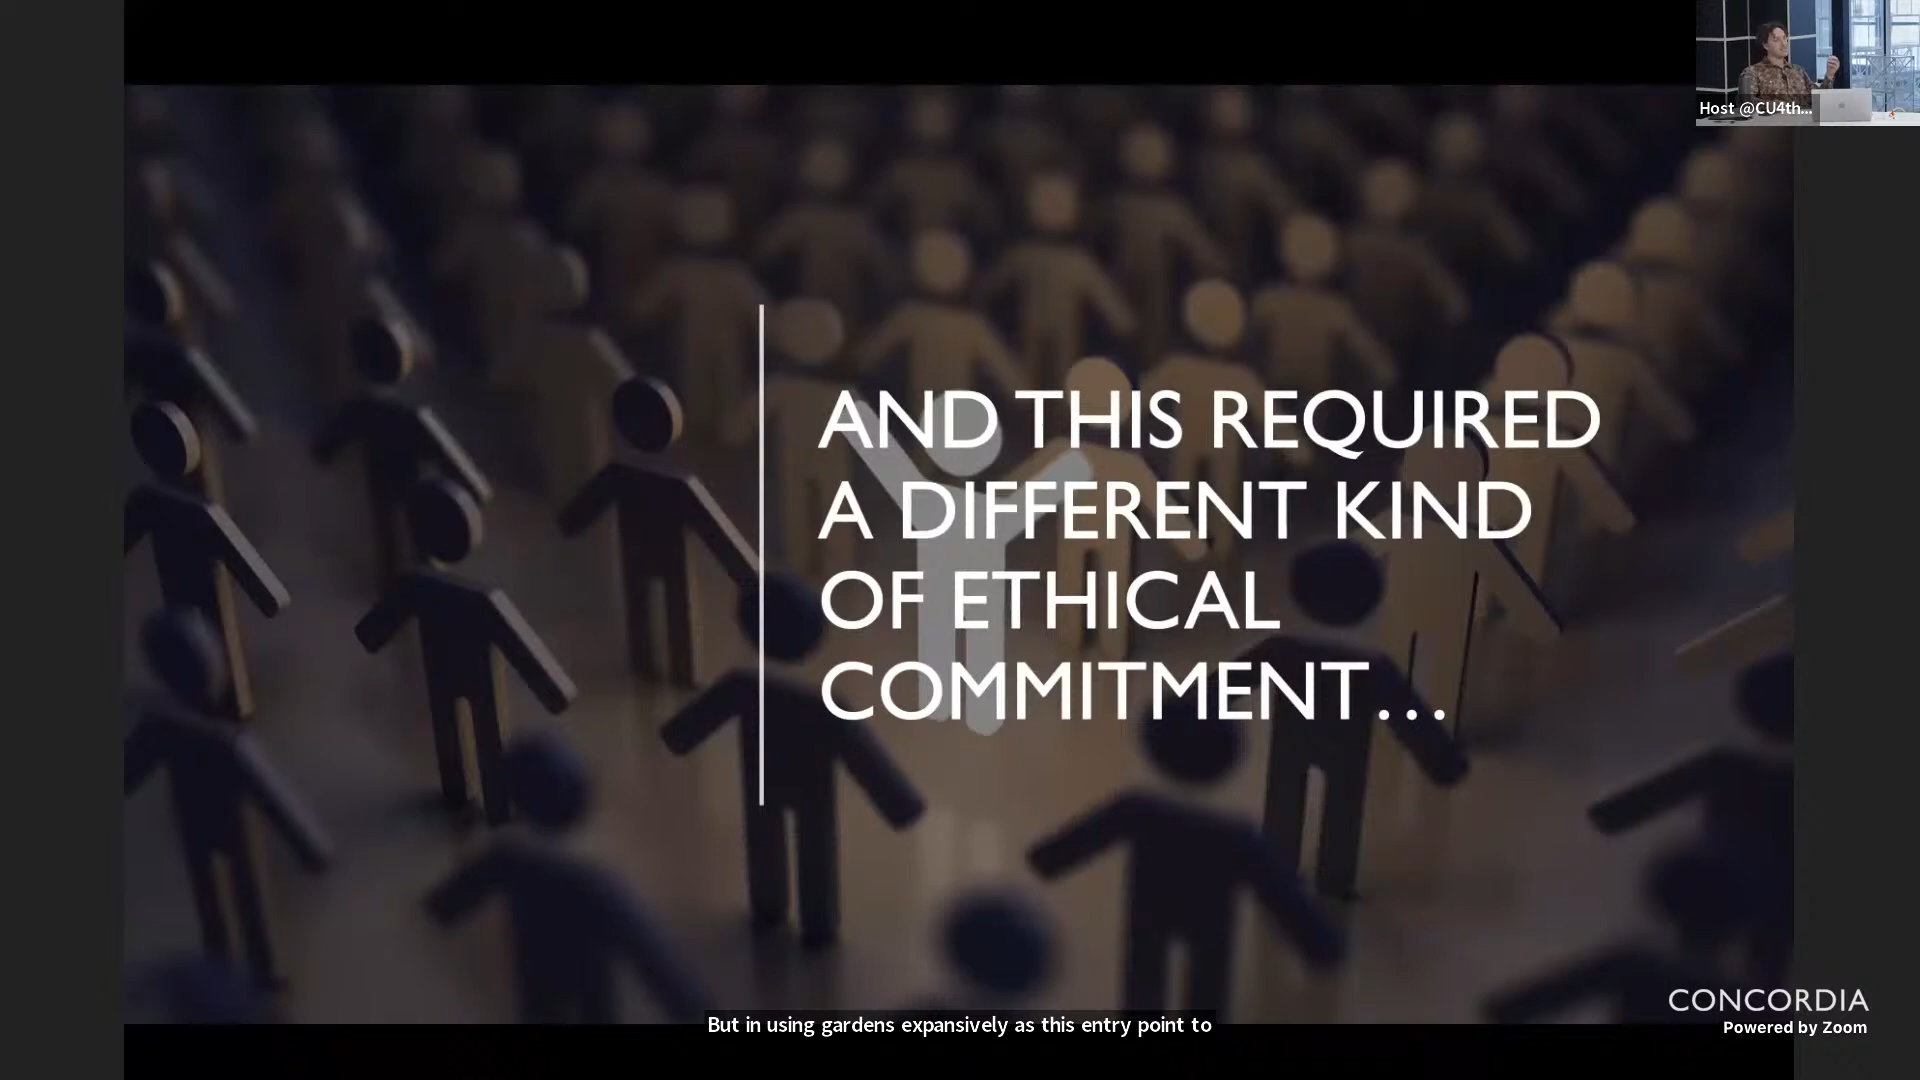 Host @CU4th...
AND THIS REQUIRED
A DIFFERENT KIND
OF ETHICAL
COMMITMENT...
CONCORDIA
Powered by Zoom
But in using gardens expansively as this entry point to